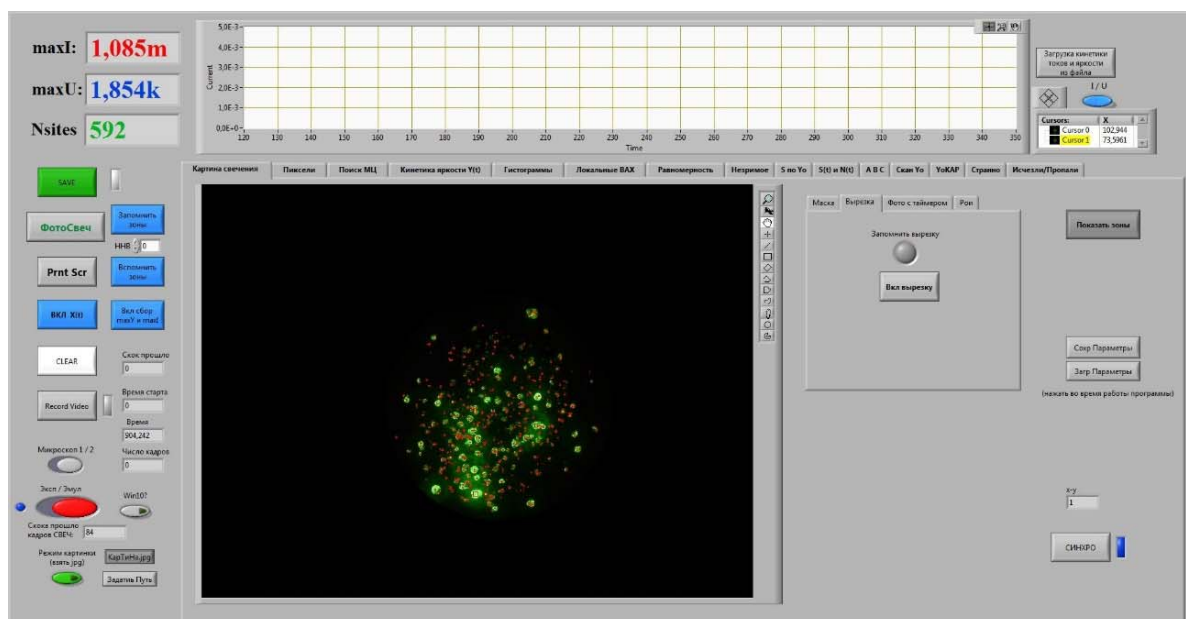 maxI: 1,085m
maxU: 1,854k
Nsites 592
5,0E-3
4,0E-3
3,0E-3
2,0E-3
1,0E-3
0,0E+0
Current
120 130 140 150 160 170 180 190 200 210 220 230 240 250 260 270 280 290 300 310 320 330 340 350
Time
Загрузка кинетики
токов и яркости
из файла
I / U
Cursors: X
Cursor 0 102,944
Cursor 1 73,5961
Картина свечения Пиксели Поиск МЦ Кинетика яркости Y(t) Гистограммы Локальные ВАХ Равномерность Незримое S по Yo S(t) и N(t) A B C Скан Yo YoКАР Странно Исчезли/Пропали
SAVE
ФотоСвеч
Запомнить
зоны
ННВ 0
Prnt Scr
Вспомнить
зоны
ВКЛ X(t)
Вкл сбор
maxY и mad
CLEAR
Скок прошло
0
Record Video
Время старта
0
Время
904,242
Микроскоп 1 / 2
Число кадров
0
Эксп / Эмул
Win10?
Скока прошло
кадров СВЕЧ: 84
Режим картинки
(взять jpg)
КарТиНа.jpg
Задать Путь
Маска Вырезка Фото с таймером Рои
Запомнить вырезку
Вкл вырезку
Показать зоны
Сохр Параметры
Загр Параметры
(нажать во время работы программы)
x-y
1
СИНХРО